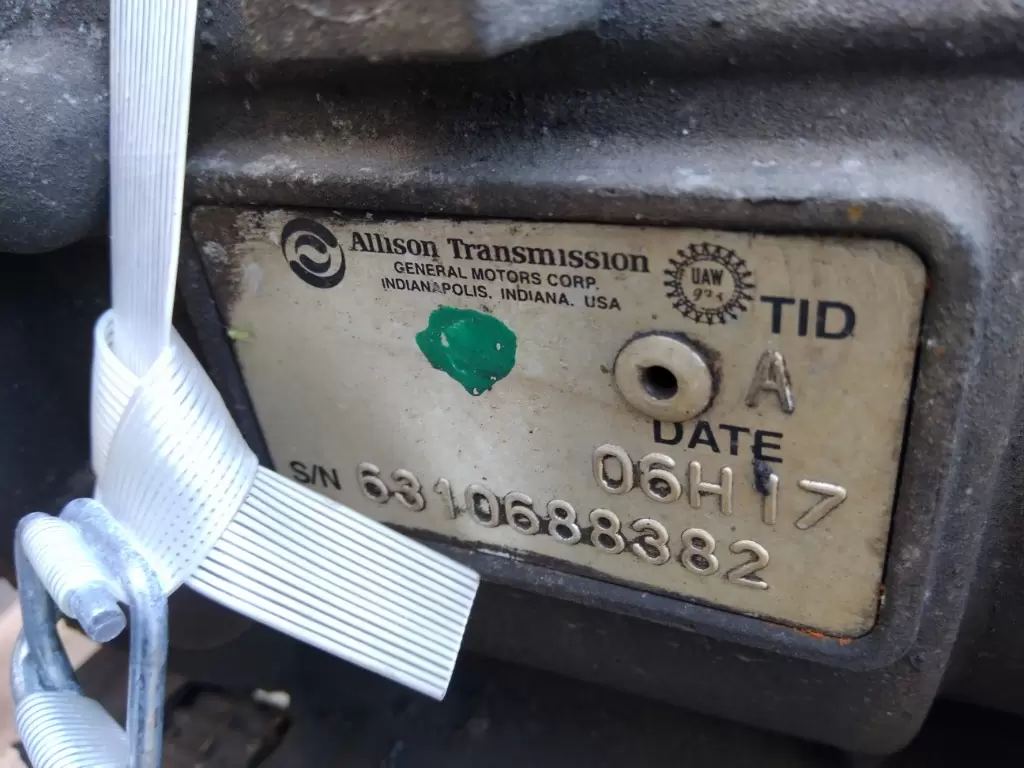 Allison Transmission
GENERAL MOTORS CORP.
INDIANAPOLIS, INDIANA. USA
UAW
TID
A
DATE
06H17
S/N 6310688382